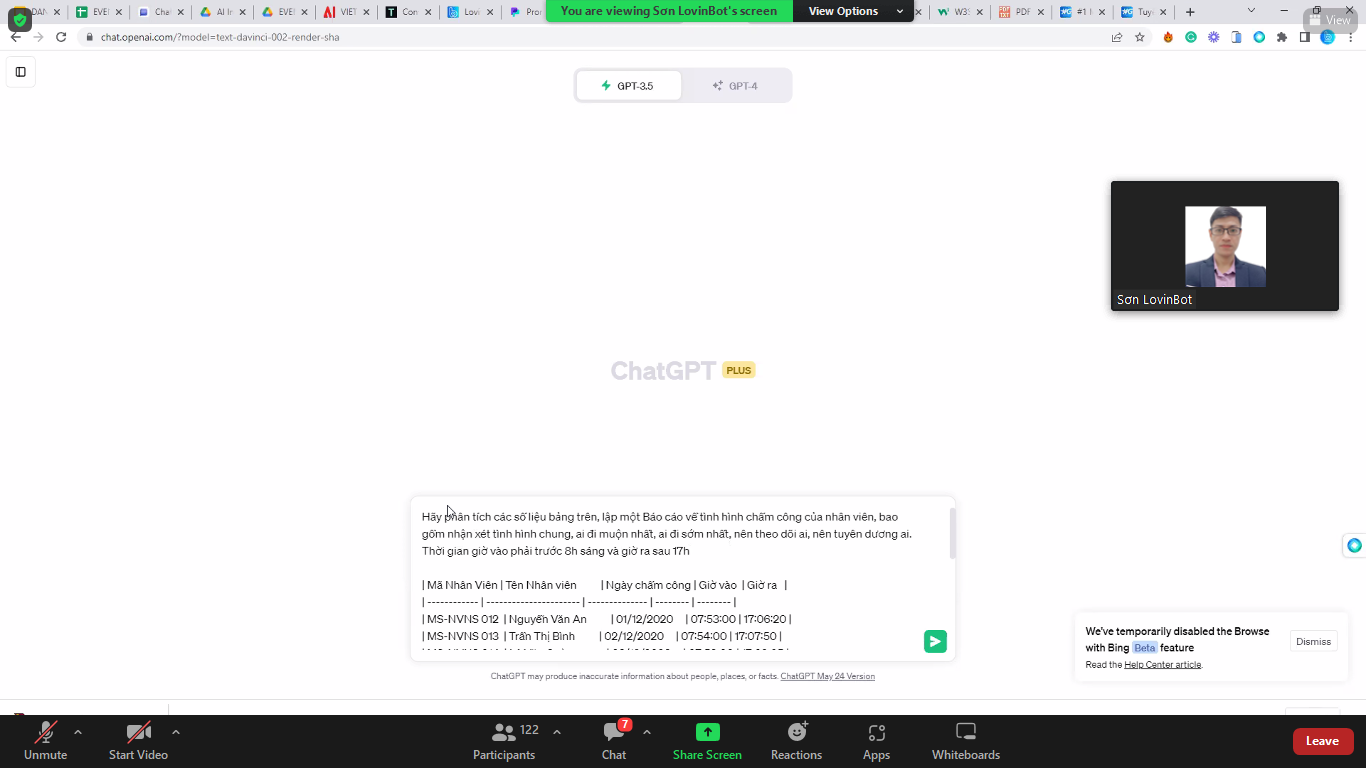 DAN
EVE
Cha
AI In
EVE
VIET
Con
Lovi
Pro
You are viewing Sơn LovinBot's screen
View Options
W3S
PDF
#1 I
Tuy
View
chat.openai.com/?model=text-davinci-002-render-sha
GPT-3.5
GPT-4
Sơn LovinBot
ChatGPT PLUS
Hãy phân tích các số liệu bảng trên, lập một Báo cáo về tình hình chấm công của nhân viên, bao
gồm nhận xét tình hình chung, ai đi muộn nhất, ai đi sớm nhất, nên theo dõi ai, nên tuyên dương ai.
Thời gian giờ vào phải trước 8h sáng và giờ ra sau 17h
| Mã Nhân Viên | Tên Nhân viên | Ngày chấm công | Giờ vào | Giờ ra |
| ------------ | ---------------------- | -------------- | -------- | -------- |
| MS-NVNS 012 | Nguyễn Văn An | 01/12/2020 | 07:53:00 | 17:06:20 |
| MS-NVNS 013 | Trần Thị Bình | 02/12/2020 | 07:54:00 | 17:07:50 |
We've temporarily disabled the Browse
with Bing Beta feature
Read the Help Center article.
Dismiss
ChatGPT may produce inaccurate information about people, places, or facts. ChatGPT May 24 Version
Unmute
Start Video
Participants
122
Chat
7
Share Screen
Reactions
Apps
Whiteboards
Leave